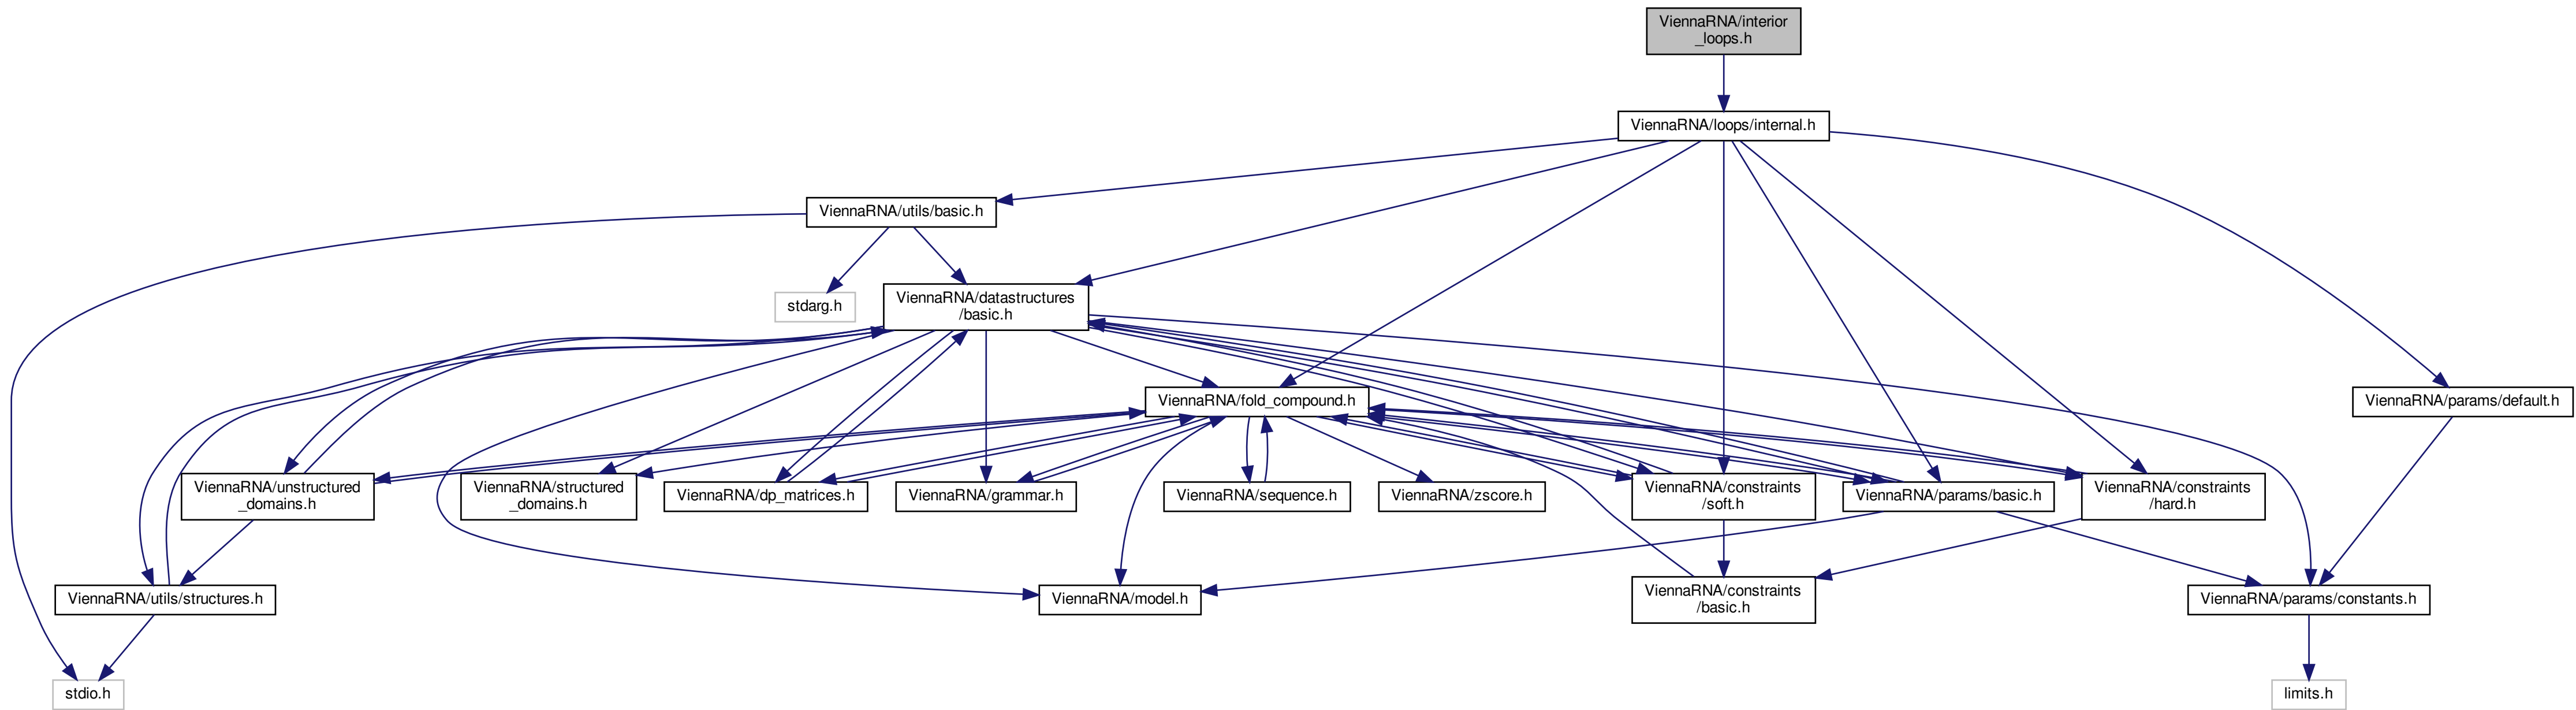 ViennaRNA/interior
_loops.h
ViennaRNA/loops/internal.h
ViennaRNA/utils/basic.h
stdarg.h
ViennaRNA/datastructures
/basic.h
ViennaRNA/fold_compound.h
ViennaRNA/params/default.h
ViennaRNA/unstructured
_domains.h
ViennaRNA/structured
_domains.h
ViennaRNA/dp_matrices.h
ViennaRNA/grammar.h
ViennaRNA/sequence.h
ViennaRNA/zscore.h
ViennaRNA/constraints
/soft.h
ViennaRNA/params/basic.h
ViennaRNA/constraints
/hard.h
ViennaRNA/utils/structures.h
ViennaRNA/model.h
ViennaRNA/constraints
/basic.h
ViennaRNA/params/constants.h
stdio.h
limits.h